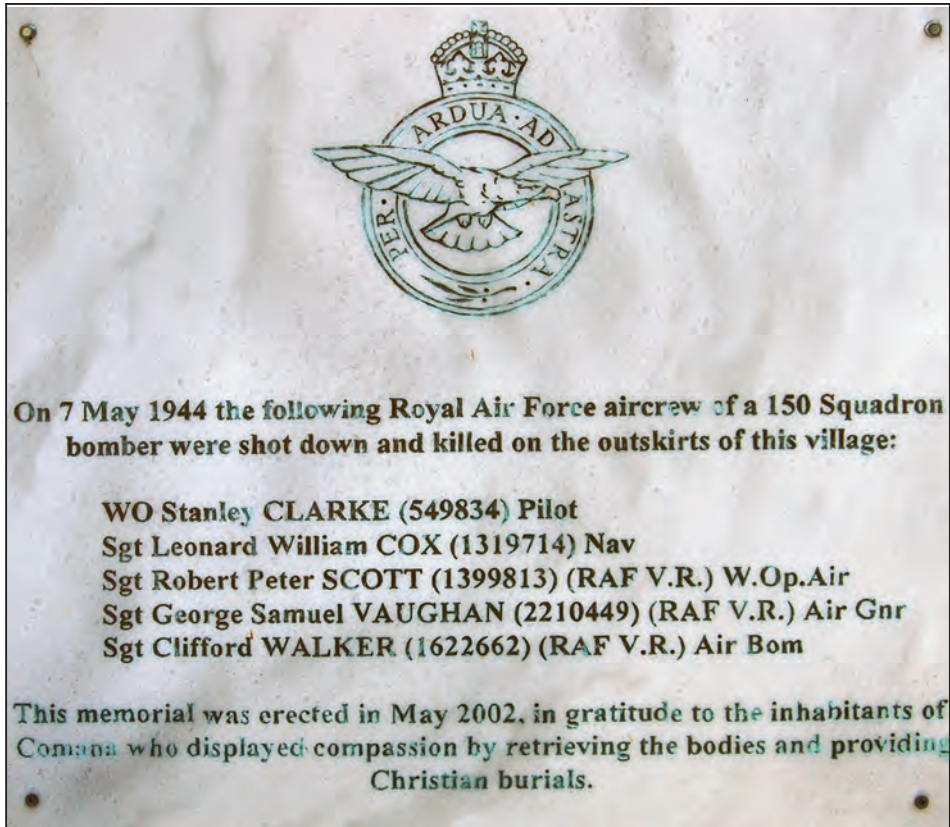 PER · ARDUA · AD ASTRA ·
On 7 May 1944 the following Royal Air Force aircrew of a 150 Squadron
bomber were shot down and killed on the outskirts of this village:
WO Stanley CLARKE (549834) Pilot
Sgt Leonard William COX (1319714) Nav
Sgt Robert Peter SCOTT (1399813) (RAF V.R.) W.Op.Air
Sgt George Samuel VAUGHAN (2210449) (RAF V.R.) Air Gnr
Sgt Clifford WALKER (1622662) (RAF V.R.) Air Bom
This memorial was erected in May 2002, in gratitude to the inhabitants of
Comana who displayed compassion by retrieving the bodies and providing
Christian burials.